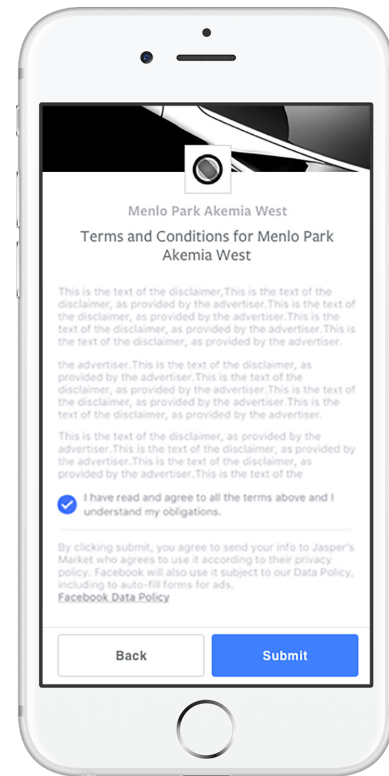 Menlo Park Akemia West
Terms and Conditions for Menlo Park
Akemia West
This is the text of the disclaimer,This is the text of the
disclaimer, as provided by the advertiser.This is the text of
the disclaimer, as provided by the advertiser.This is the
text of the disclaimer, as provided by the advertiser.This is
the text of the disclaimer, as provided by the advertiser.
the advertiser.This is the text of the disclaimer, as
provided by the advertiser.This is the text of the
disclaimer, as provided by the advertiser.This is the text of
the disclaimer, as provided by the advertiser.This is the
text of the disclaimer, as provided by the advertiser.
This is the text of the disclaimer, as provided by the
advertiser.This is the text of the disclaimer, as provided by
the advertiser.This is the text of the disclaimer, as
provided by the advertiser.This is the text of the
I have read and agree to all the terms above and I
understand my obligations.
By clicking submit, you agree to send your info to Jasper's
Market who agrees to use it according to their privacy
policy. Facebook will also use it subject to our Data Policy,
including to auto-fill forms for ads.
Facebook Data Policy
Back
Submit